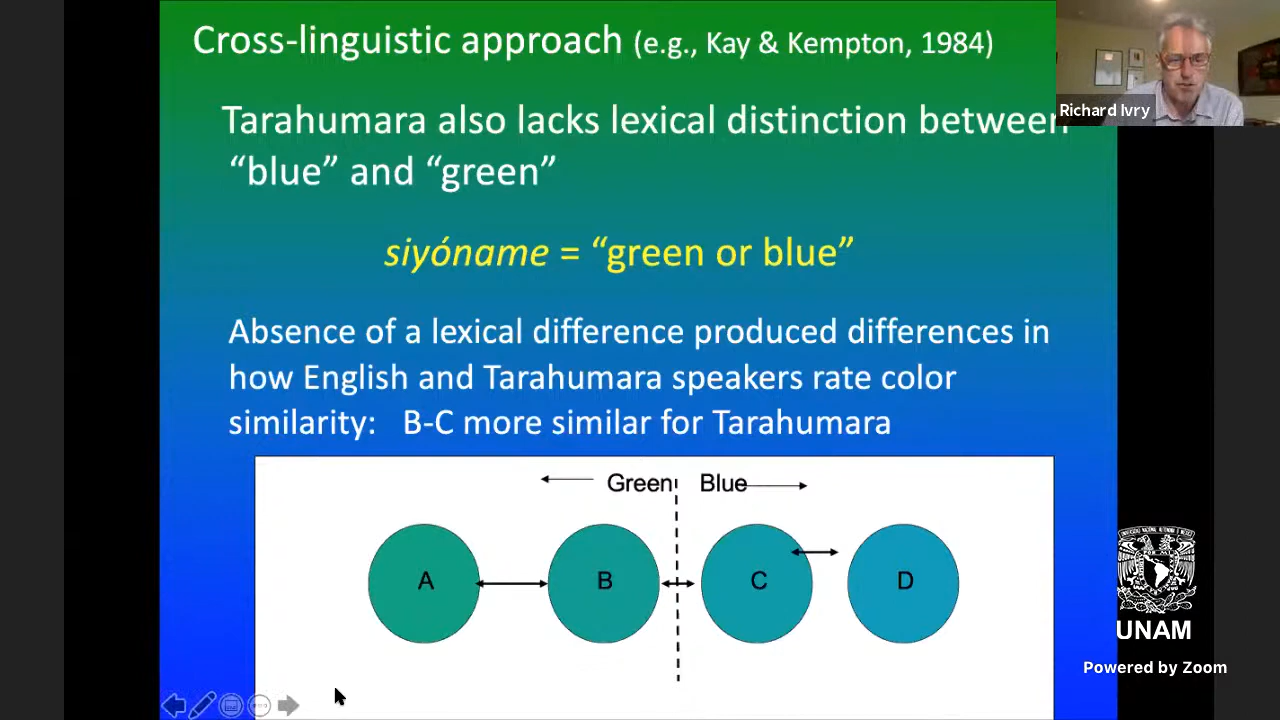 Cross-linguistic approach (e.g., Kay & Kempton, 1984)
Richard Ivry
Tarahumara also lacks lexical distinction between
“blue” and “green”
siyóname = “green or blue”
Absence of a lexical difference produced differences in
how English and Tarahumara speakers rate color
similarity: B-C more similar for Tarahumara
Green Blue
A B C D
UNAM
Powered by Zoom